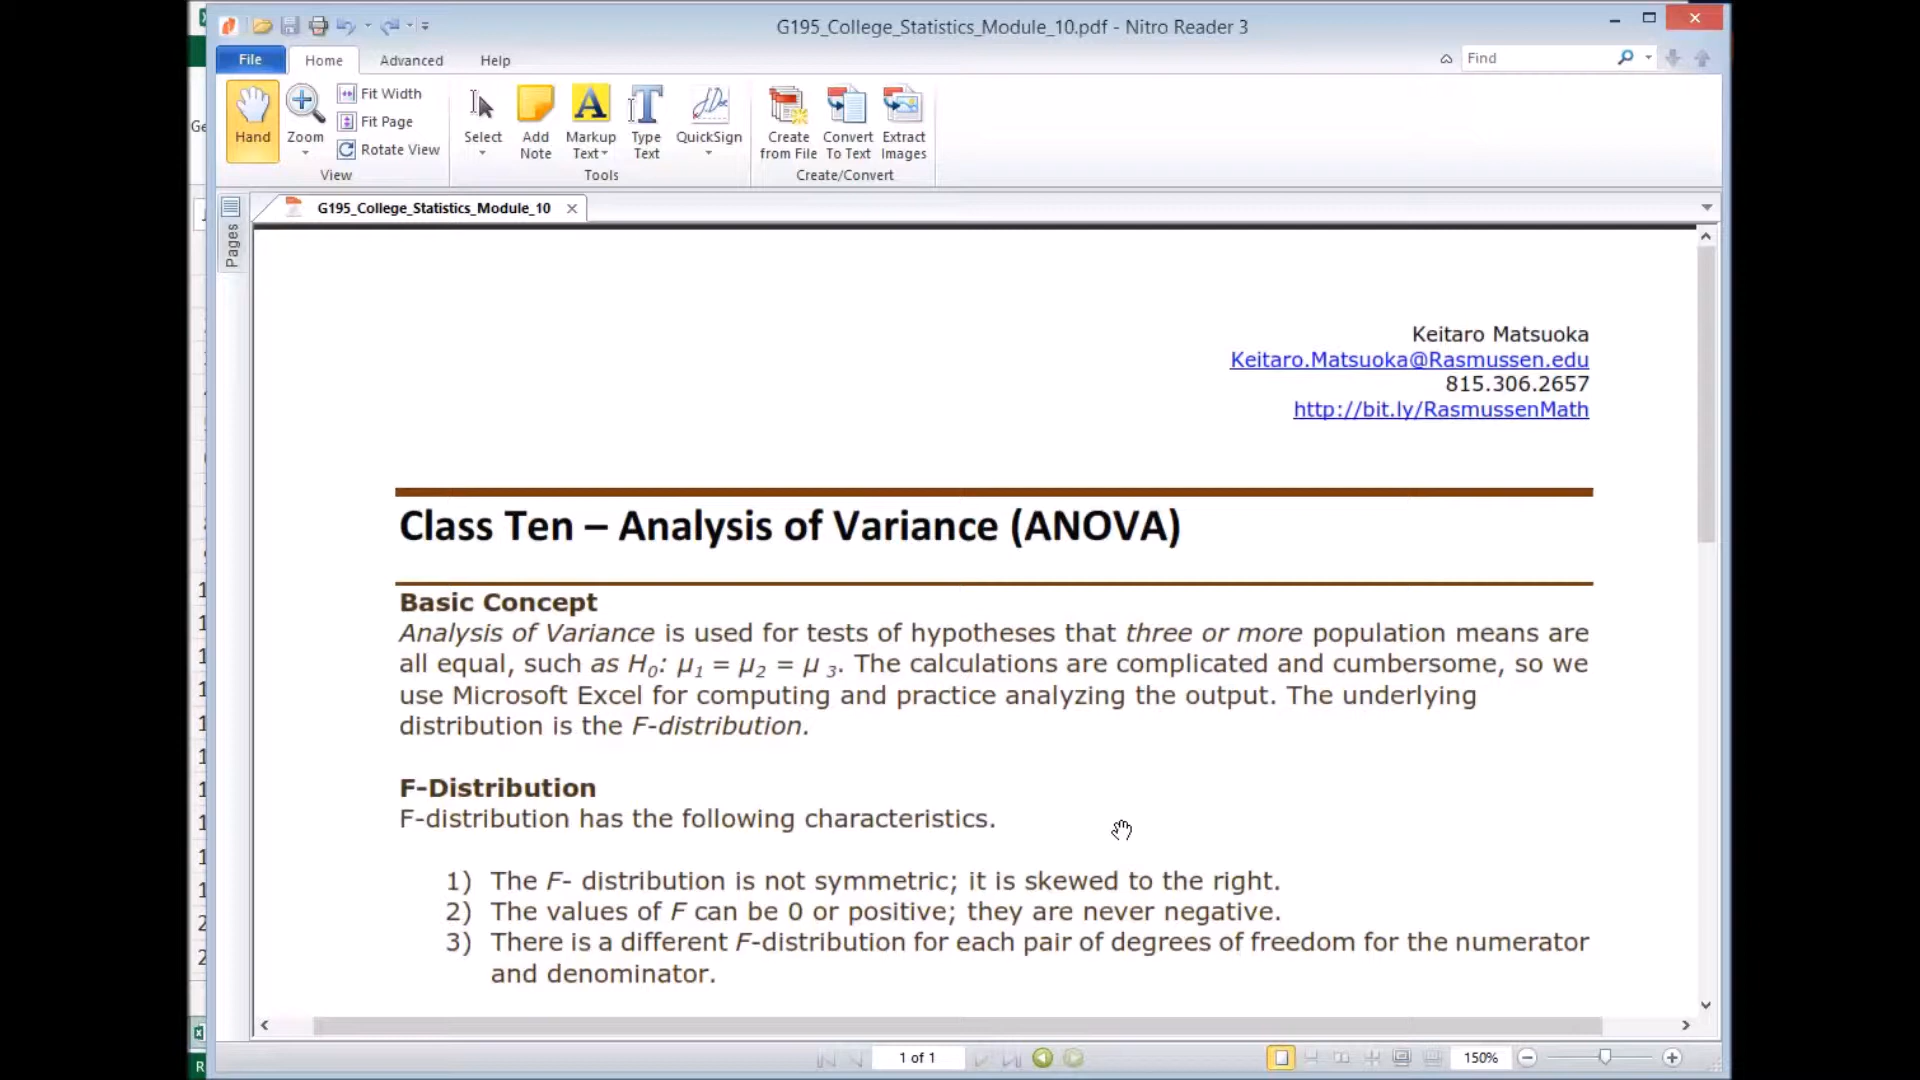 G195_College_Statistics_Module_10.pdf - Nitro Reader 3
File Home Advanced Help
Find
Hand
Zoom
Fit Width
Fit Page
Rotate View
View
Select
Add Note
Markup Text
Type Text
QuickSign
Tools
Create from File
Convert To Text
Extract Images
Create/Convert
G195_College_Statistics_Module_10
Pages
Keitaro Matsuoka
Keitaro.Matsuoka@Rasmussen.edu
815.306.2657
http://bit.ly/RasmussenMath
Class Ten – Analysis of Variance (ANOVA)
Basic Concept
Analysis of Variance is used for tests of hypotheses that three or more population means are
all equal, such as H₀: μ₁ = μ₂ = μ ₃. The calculations are complicated and cumbersome, so we
use Microsoft Excel for computing and practice analyzing the output. The underlying
distribution is the F-distribution.
F-Distribution
F-distribution has the following characteristics.
1) The F- distribution is not symmetric; it is skewed to the right.
2) The values of F can be 0 or positive; they are never negative.
3) There is a different F-distribution for each pair of degrees of freedom for the numerator
and denominator.
1 of 1
150%